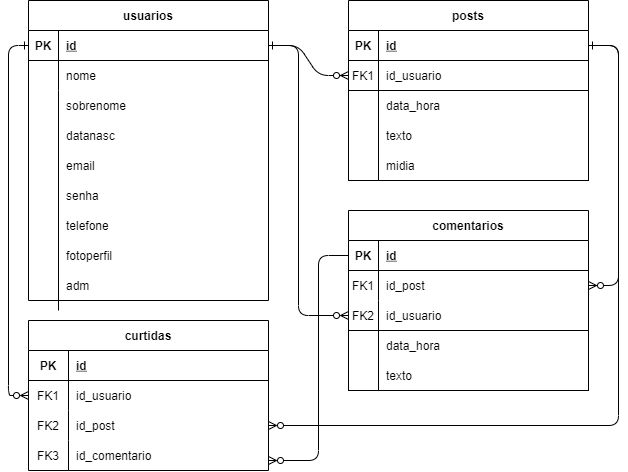 usuarios
PK id
nome
sobrenome
datanasc
email
senha
telefone
fotoperfil
adm
posts
PK id
FK1 id_usuario
data_hora
texto
midia
comentarios
PK id
FK1 id_post
FK2 id_usuario
data_hora
texto
curtidas
PK id
FK1 id_usuario
FK2 id_post
FK3 id_comentario